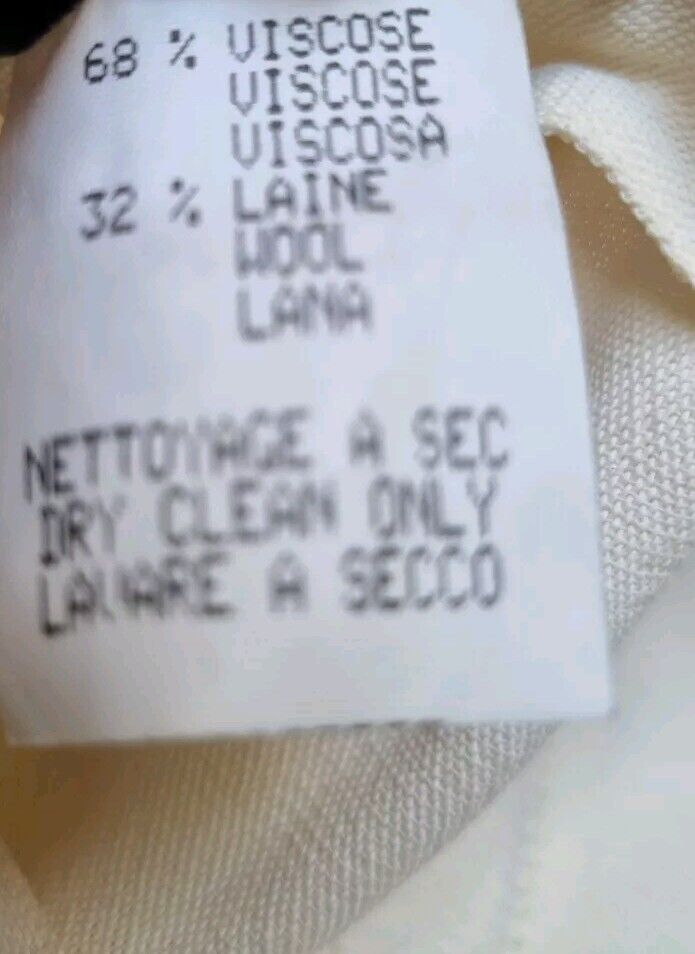 68 % VISCOSE
VISCOSE
VISCOSA
32 % LAINE
WOOL
LANA
NETTOYAGE A SEC
DRY CLEAN ONLY
LAVARE A SECCO